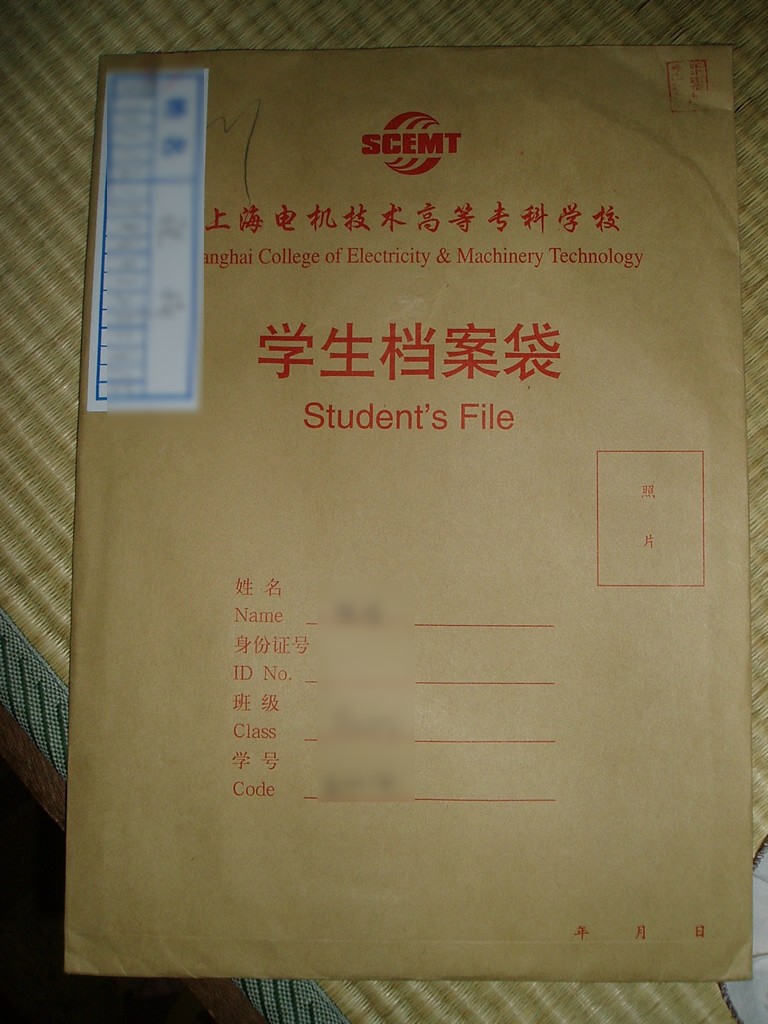 SCEMT
上海电机技术高等专科学校
anghai College of Electricity & Machinery Technology
学生档案袋
Student's File
照
片
姓 名
Name
身份证号
ID No.
班 级
Class
学 号
Code
年 月 日